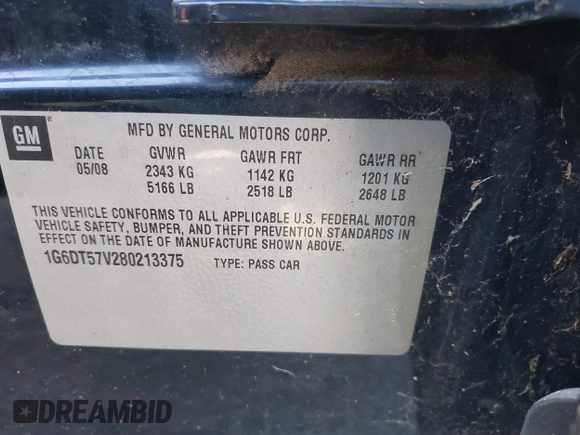 GM
MFD BY GENERAL MOTORS CORP.
DATE GVWR GAWR FRT GAWR RR
05/08 2343 KG 1142 KG 1201 KG
5166 LB 2518 LB 2648 LB
THIS VEHICLE CONFORMS TO ALL APPLICABLE U.S. FEDERAL MOTOR
VEHICLE SAFETY, BUMPER, AND THEFT PREVENTION STANDARDS IN
EFFECT ON THE DATE OF MANUFACTURE SHOWN ABOVE.
1G6DT57V280213375 TYPE: PASS CAR
DREAMBID